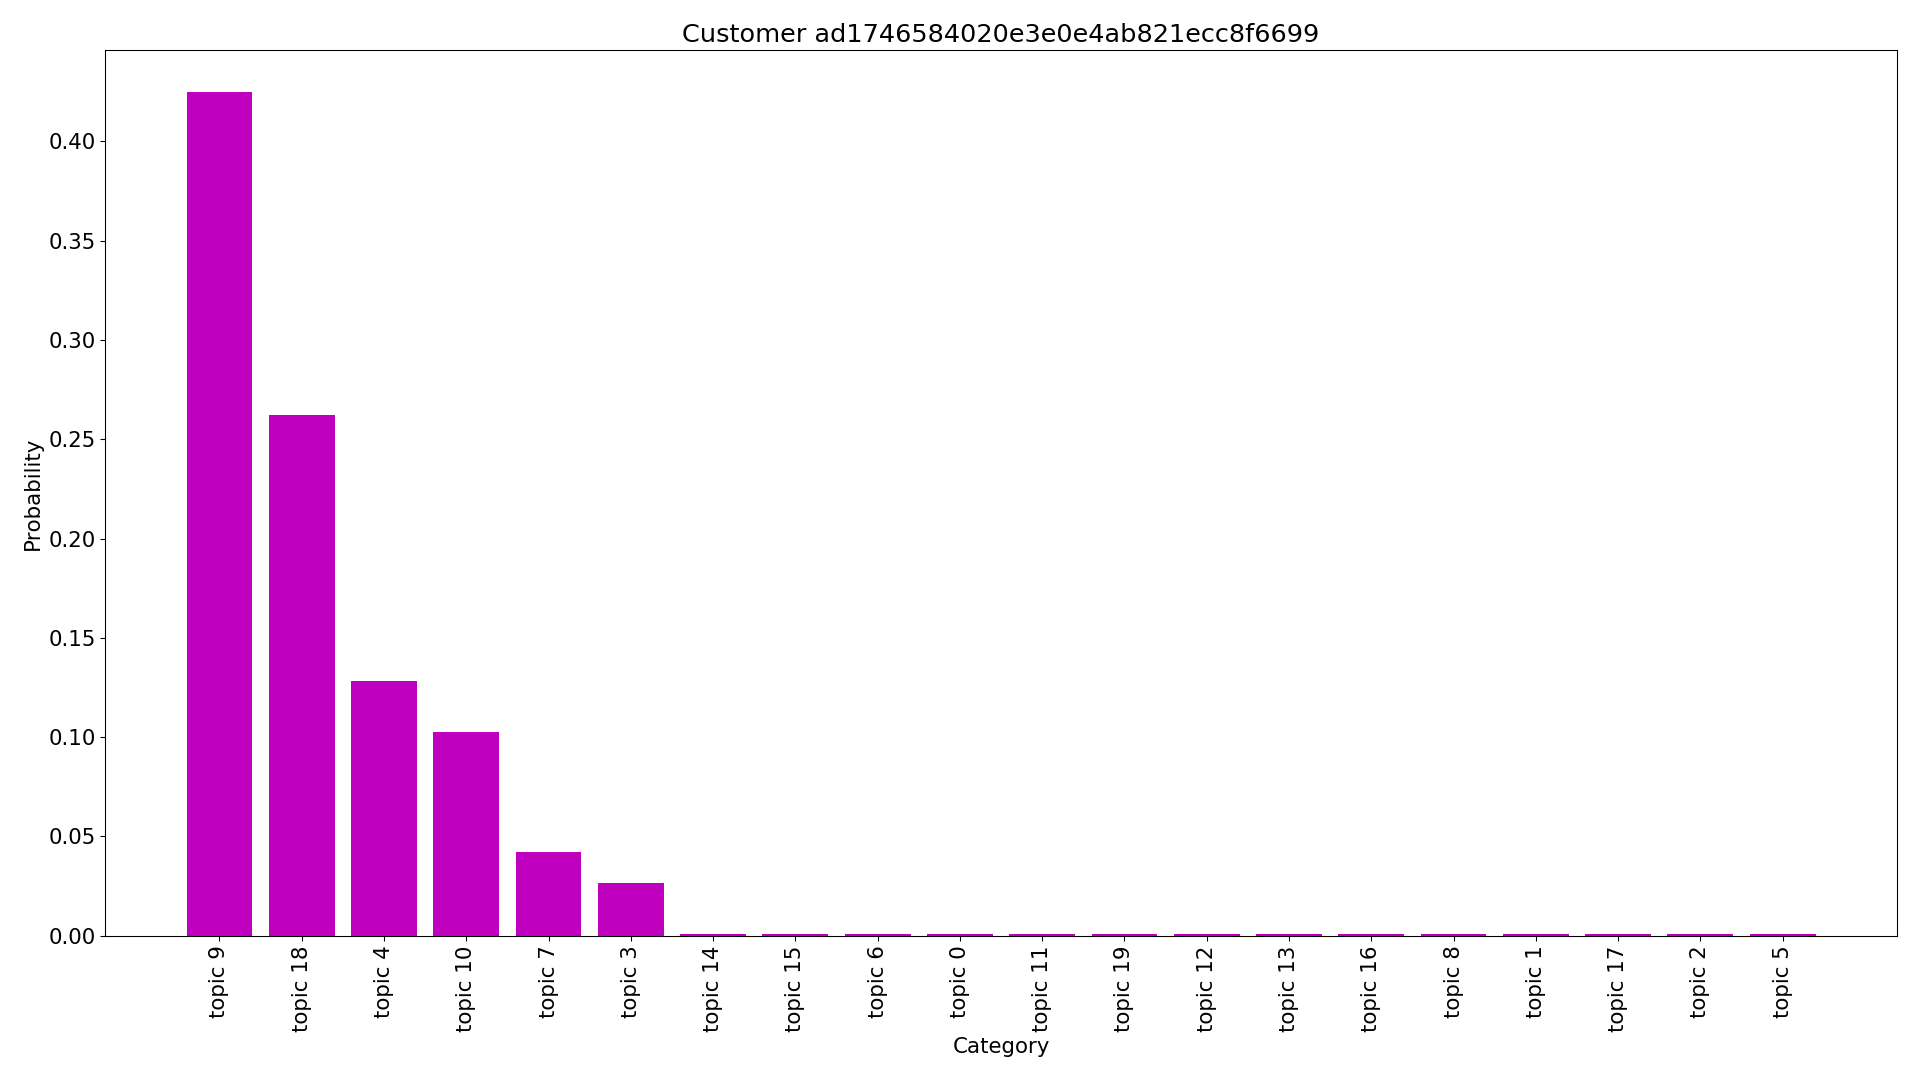 Customer ad1746584020e3e0e4ab821ecc8f6699
Probability
0.40
0.35
0.30
0.25
0.20
0.15
0.10
0.05
0.00
topic 9
topic 18
topic 4
topic 10
topic 7
topic 3
topic 14
topic 15
topic 6
topic 0
topic 11
topic 19
topic 12
topic 13
topic 16
topic 8
topic 1
topic 17
topic 2
topic 5
Category